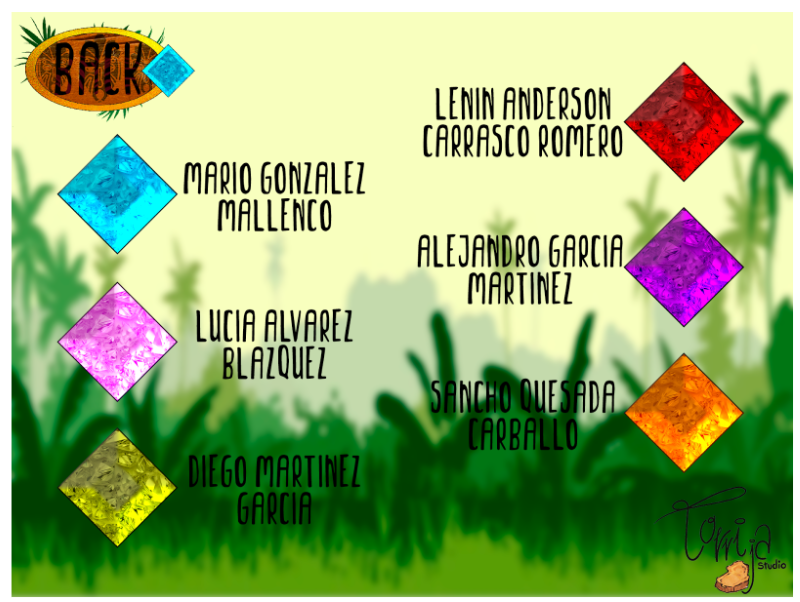 BACK
MARIO GONZALEZ
MALLENCO
LUCIA ALVAREZ
BLAZQUEZ
DIEGO MARTINEZ
GARCIA
LENIN ANDERSON
CARRASCO ROMERO
ALEJANDRO GARCIA
MARTINEZ
SANCHO QUESADA
CARBALLO
Torrija
studio